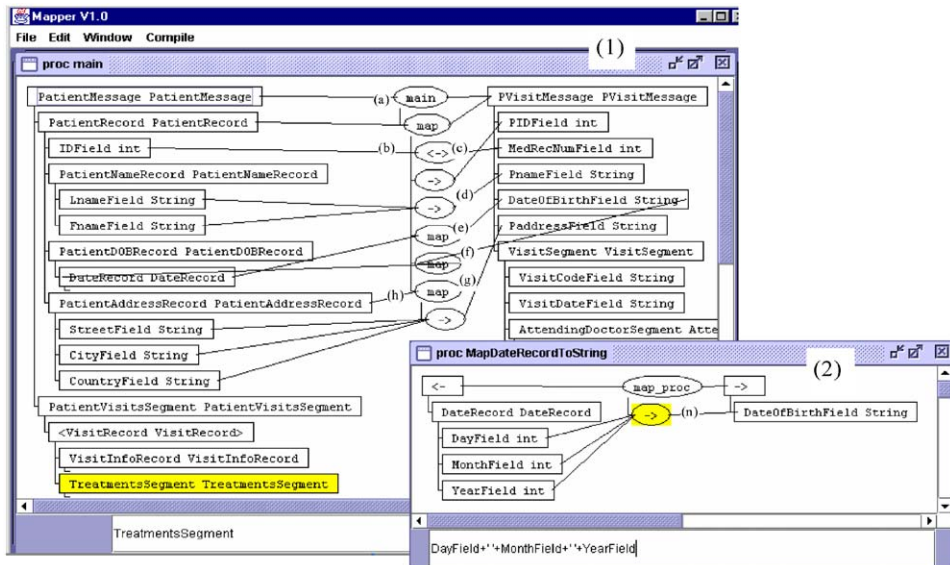 Mapper V1.0
File Edit Window Compile
(1)
proc main
PatientMessage PatientMessage
(a)
main
PVisitMessage PVisitMessage
PatientRecord PatientRecord
map
PIDField int
IDField int
(b)
<->
(c)
MedRecNumField int
PatientNameRecord PatientNameRecord
->
PnameField String
LnameField String
->
(d)
DateOfBirthField String
FnameField String
map
(e)
PaddressField String
PatientDOBRecord PatientDOBRecord
map
(f)
VisitSegment VisitSegment
DateRecord DateRecord
map
(g)
VisitCodeField String
PatientAddressRecord PatientAddressRecord
(h)
VisitDateField String
StreetField String
->
AttendingDoctorSegment Atte
CityField String
CountryField String
PatientVisitsSegment PatientVisitsSegment
<VisitRecord VisitRecord>
VisitInfoRecord VisitInfoRecord
TreatmentsSegment TreatmentsSegment
TreatmentsSegment
proc MapDateRecordToString
(2)
<-
map_proc
->
DateRecord DateRecord
->
(n)
DateOfBirthField String
DayField int
MonthField int
YearField int
DayField+' '+MonthField+' '+YearField